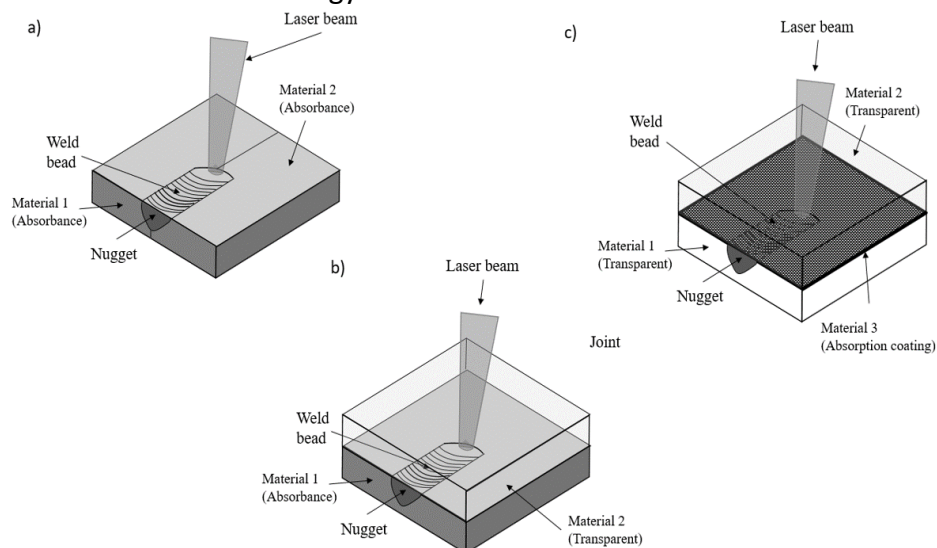 a)
Laser beam
Material 2
(Absorbance)
Weld
bead
Material 1
(Absorbance)
Nugget
b)
Laser beam
Joint
Weld
bead
Material 1
(Absorbance)
Nugget
Material 2
(Transparent)
c)
Laser beam
Material 2
(Transparent)
Weld
bead
Material 1
(Transparent)
Nugget
Material 3
(Absorption coating)